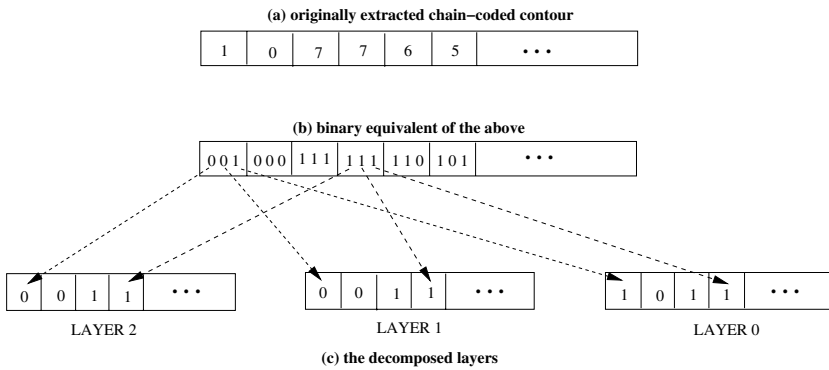 (a) originally extracted chain-coded contour
1 0 7 7 6 5 ...
(b) binary equivalent of the above
0 0 1 0 0 0 1 1 1 1 1 1 1 1 0 1 0 1 ...
0 0 1 1 ... 0 0 1 1 ... 1 0 1 1 ...
LAYER 2 LAYER 1 LAYER 0
(c) the decomposed layers